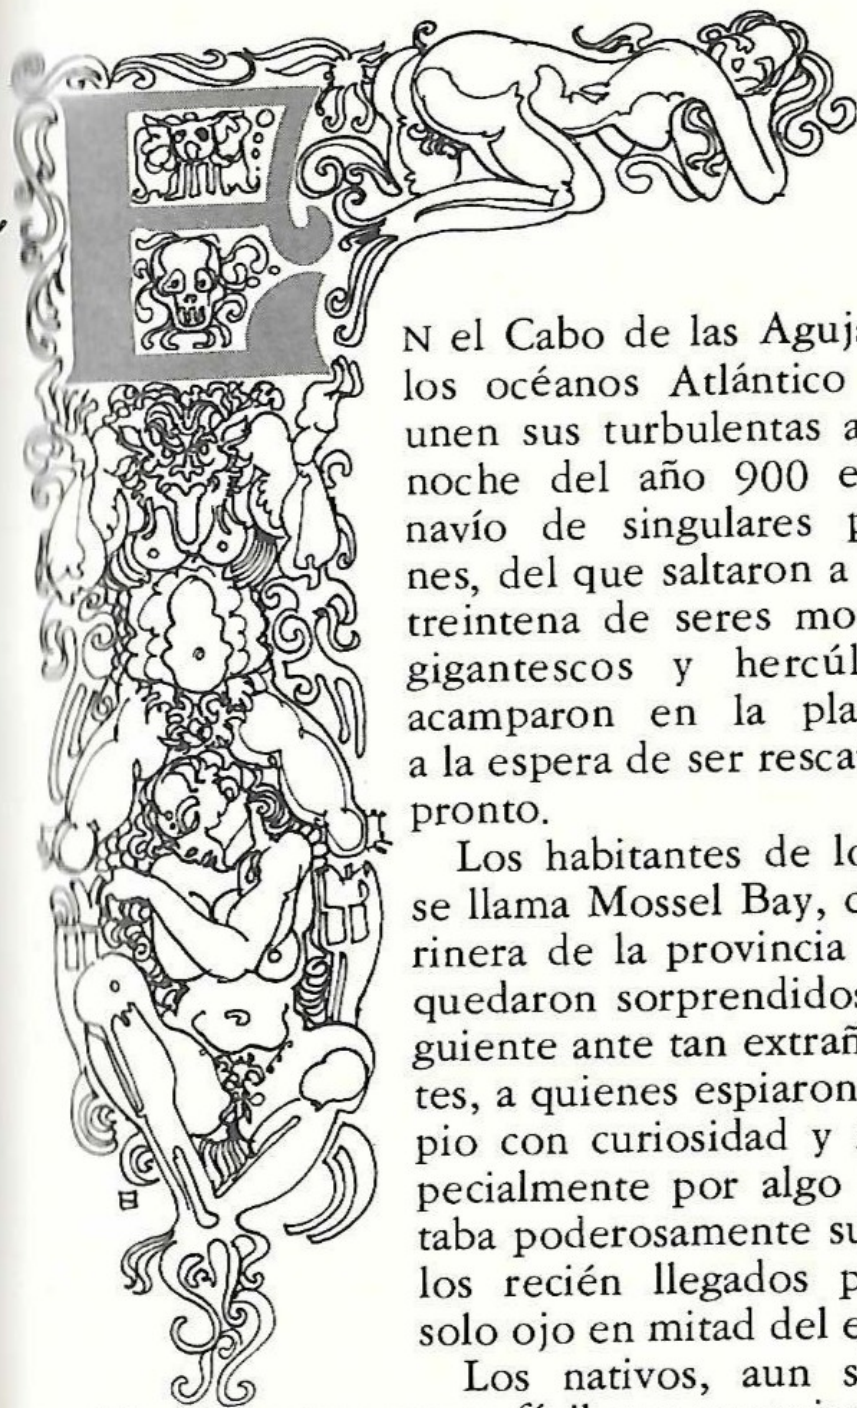 EN el Cabo de las Aguja
los océanos Atlántico
unen sus turbulentas a
noche del año 900 e
navío de singulares p
nes, del que saltaron a
treintena de seres mo
gigantescos y hercúl
acamparon en la pla
a la espera de ser resca
pronto.
Los habitantes de lo
se llama Mossel Bay, c
rinera de la provincia
quedaron sorprendidos
guiente ante tan extrañ
tes, a quienes espiaron
pio con curiosidad y
pecialmente por algo
taba poderosamente su
los recién llegados p
solo ojo en mitad del e
Los nativos, aun s